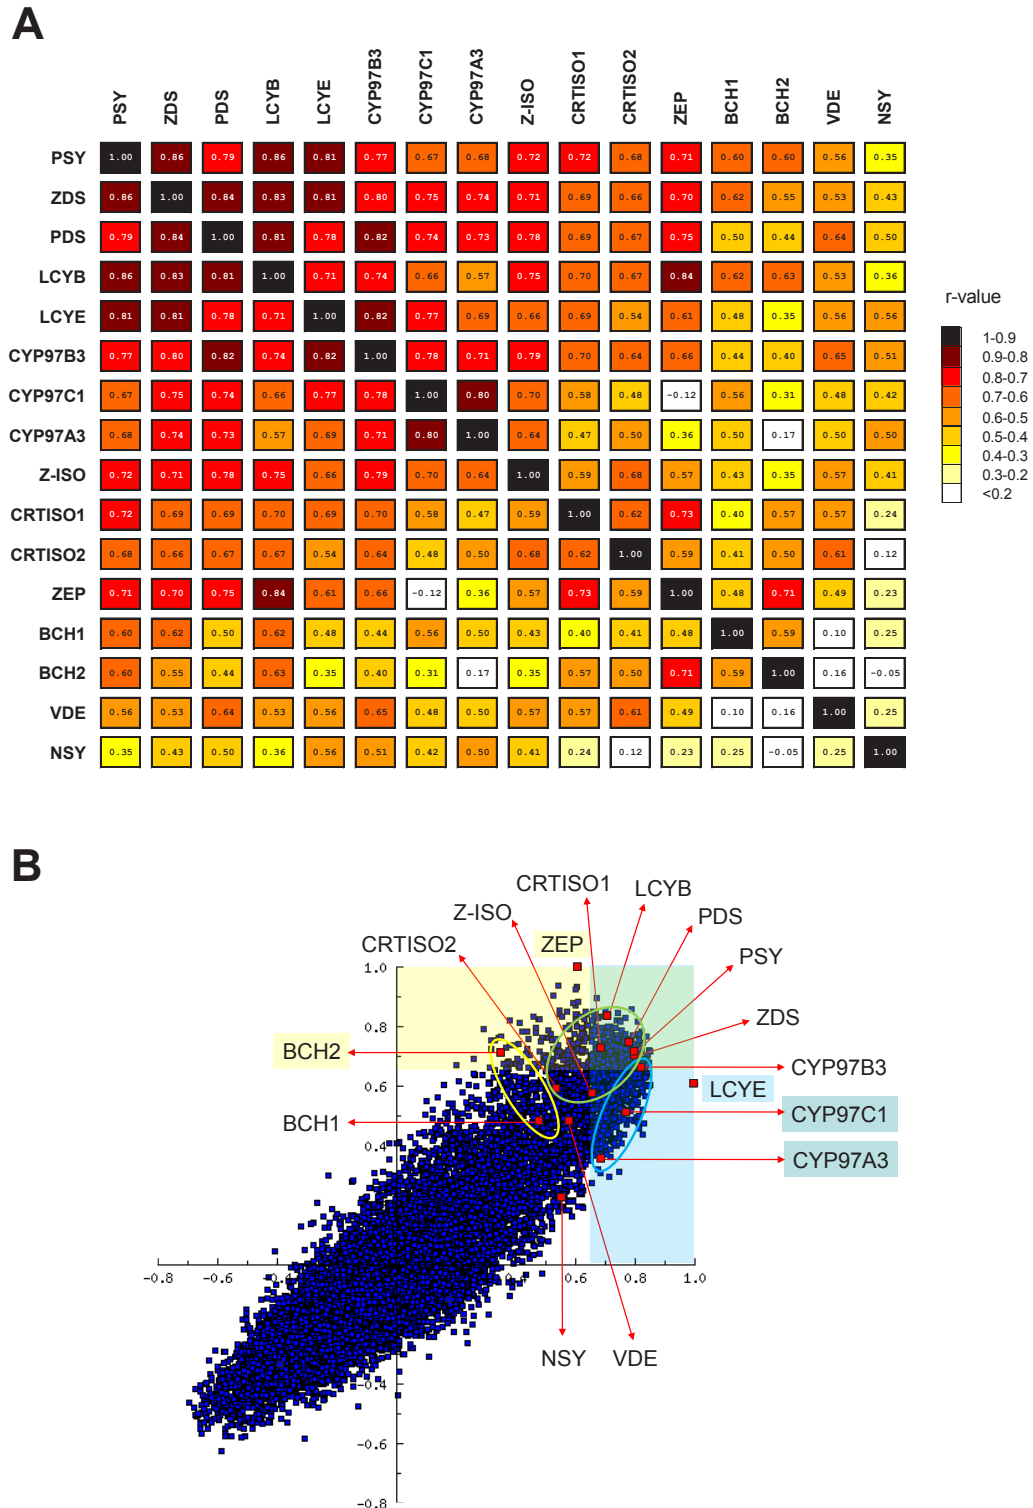 A
PSY ZDS PDS LCYB LCYE CYP97B3 CYP97C1 CYP97A3 Z-ISO CRTISO1 CRTISO2 ZEP BCH1 BCH2 VDE NSY
PSY 1.00 0.86 0.79 0.86 0.81 0.77 0.67 0.68 0.72 0.72 0.68 0.71 0.60 0.60 0.56 0.35
ZDS 0.86 1.00 0.84 0.83 0.81 0.80 0.75 0.74 0.71 0.69 0.66 0.70 0.62 0.55 0.53 0.43
PDS 0.79 0.84 1.00 0.81 0.78 0.82 0.74 0.73 0.78 0.69 0.67 0.75 0.50 0.44 0.64 0.50
LCYB 0.86 0.83 0.81 1.00 0.71 0.74 0.66 0.57 0.75 0.70 0.67 0.84 0.62 0.63 0.53 0.36
LCYE 0.81 0.81 0.78 0.71 1.00 0.82 0.77 0.69 0.66 0.69 0.54 0.61 0.48 0.35 0.56 0.56
CYP97B3 0.77 0.80 0.82 0.74 0.82 1.00 0.78 0.71 0.79 0.70 0.64 0.66 0.44 0.40 0.65 0.51
CYP97C1 0.67 0.75 0.74 0.66 0.77 0.78 1.00 0.80 0.70 0.58 0.48 -0.12 0.56 0.31 0.48 0.42
CYP97A3 0.68 0.74 0.73 0.57 0.69 0.71 0.80 1.00 0.64 0.47 0.50 0.36 0.50 0.17 0.50 0.50
Z-ISO 0.72 0.71 0.78 0.75 0.66 0.79 0.70 0.64 1.00 0.59 0.68 0.57 0.43 0.35 0.57 0.41
CRTISO1 0.72 0.69 0.69 0.70 0.69 0.70 0.58 0.47 0.59 1.00 0.62 0.73 0.40 0.57 0.57 0.24
CRTISO2 0.68 0.66 0.67 0.67 0.54 0.64 0.48 0.50 0.68 0.62 1.00 0.59 0.41 0.50 0.61 0.12
ZEP 0.71 0.70 0.75 0.84 0.61 0.66 -0.12 0.36 0.57 0.73 0.59 1.00 0.48 0.71 0.49 0.23
BCH1 0.60 0.62 0.50 0.62 0.48 0.44 0.56 0.50 0.43 0.40 0.41 0.48 1.00 0.59 0.10 0.25
BCH2 0.60 0.55 0.44 0.63 0.35 0.40 0.31 0.17 0.35 0.57 0.50 0.71 0.59 1.00 0.16 -0.05
VDE 0.56 0.53 0.64 0.53 0.56 0.65 0.48 0.50 0.57 0.57 0.61 0.49 0.10 0.16 1.00 0.25
NSY 0.35 0.43 0.50 0.36 0.56 0.51 0.42 0.50 0.41 0.24 0.12 0.23 0.25 -0.05 0.25 1.00
r-value
1-0.9
0.9-0.8
0.8-0.7
0.7-0.6
0.6-0.5
0.5-0.4
0.4-0.3
0.3-0.2
<0.2
B
CRTISO1
LCYB
Z-ISO
PDS
CRTISO2
ZEP
PSY
1.0
ZDS
0.8
BCH2
CYP97B3
0.6
LCYE
BCH1
CYP97C1
0.4
CYP97A3
-0.8 -0.6 -0.4 0.4 0.6 0.8 1.0
NSY
VDE
-0.4
-0.6
-0.8